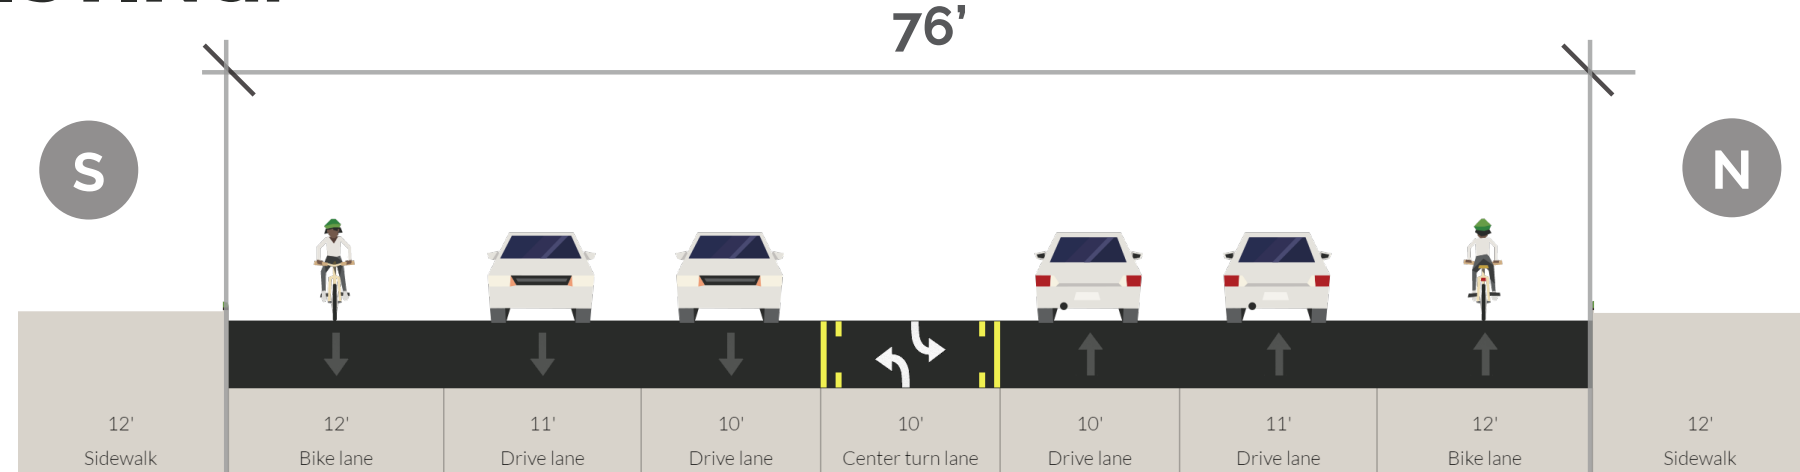 76’
S
N
12' 12' 11' 10' 10' 10' 11' 12' 12'
Sidewalk Bike lane Drive lane Drive lane Center turn lane Drive lane Drive lane Bike lane Sidewalk